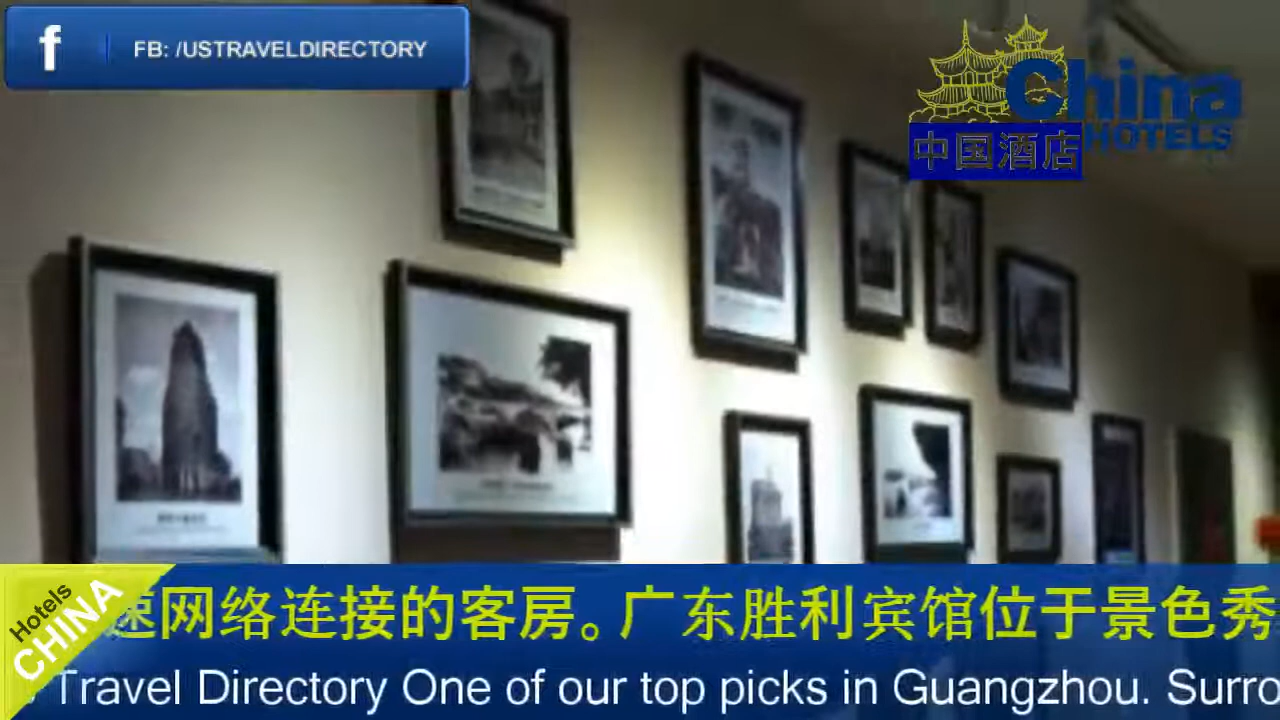 f
FB: /USTRAVELDIRECTORY
China
HOTELS
中国酒店
速网络连接的客房。广东胜利宾馆位于景色秀
Hotels
CHINA
Travel Directory One of our top picks in Guangzhou. Surro